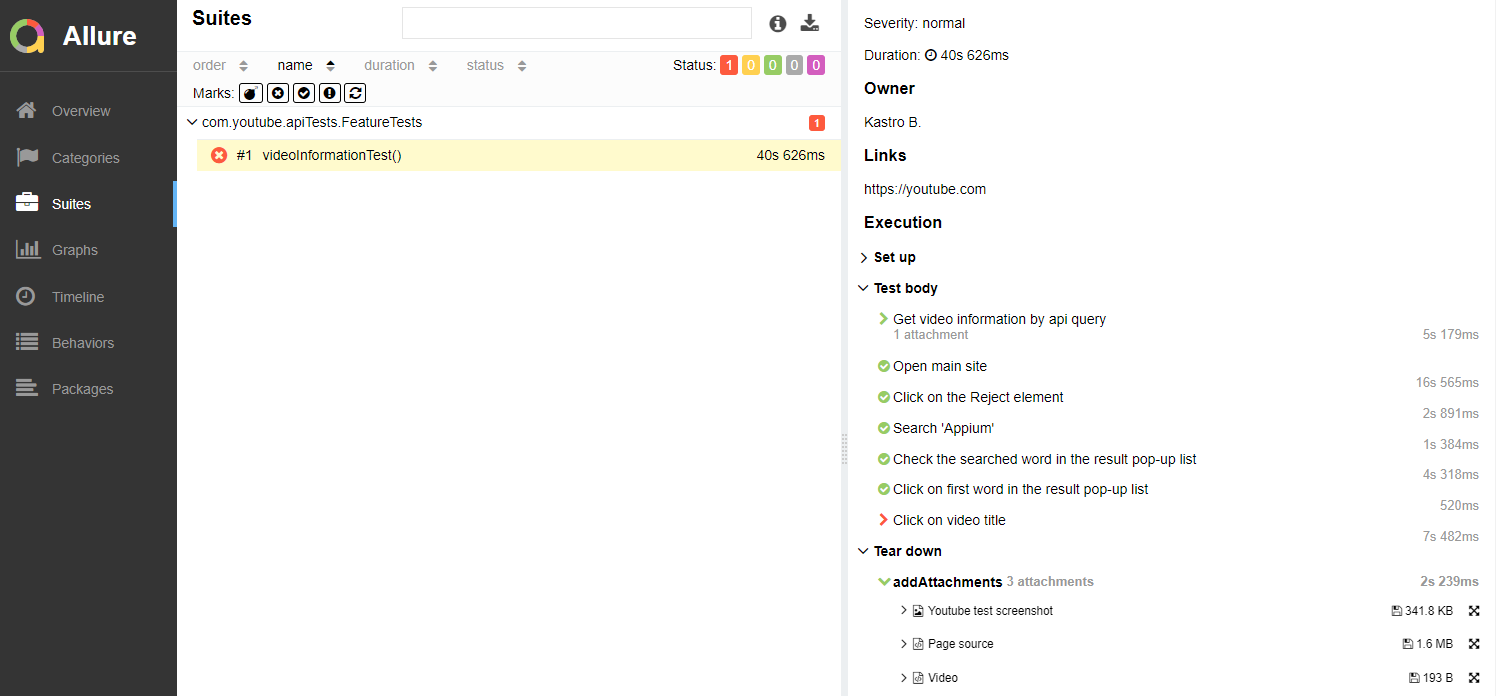 Allure
Overview
Categories
Suites
Graphs
Timeline
Behaviors
Packages
Suites
order name duration status Status: 1 0 0 0 0
Marks:
com.youtube.apiTests.FeatureTests 1
#1 videoInformationTest() 40s 626ms
Severity: normal
Duration: 40s 626ms
Owner
Kastro B.
Links
https://youtube.com
Execution
Set up
Test body
Get video information by api query
1 attachment 5s 179ms
Open main site
16s 565ms
Click on the Reject element
2s 891ms
Search 'Appium'
1s 384ms
Check the searched word in the result pop-up list
4s 318ms
Click on first word in the result pop-up list
520ms
Click on video title
7s 482ms
Tear down
addAttachments 3 attachments 2s 239ms
Youtube test screenshot 341.8 KB
Page source 1.6 MB
Video 193 B